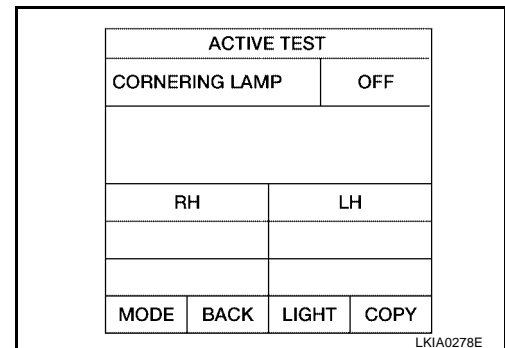 ACTIVE TEST
CORNERING LAMP OFF
RH LH
MODE BACK LIGHT COPY
LKIA0278E